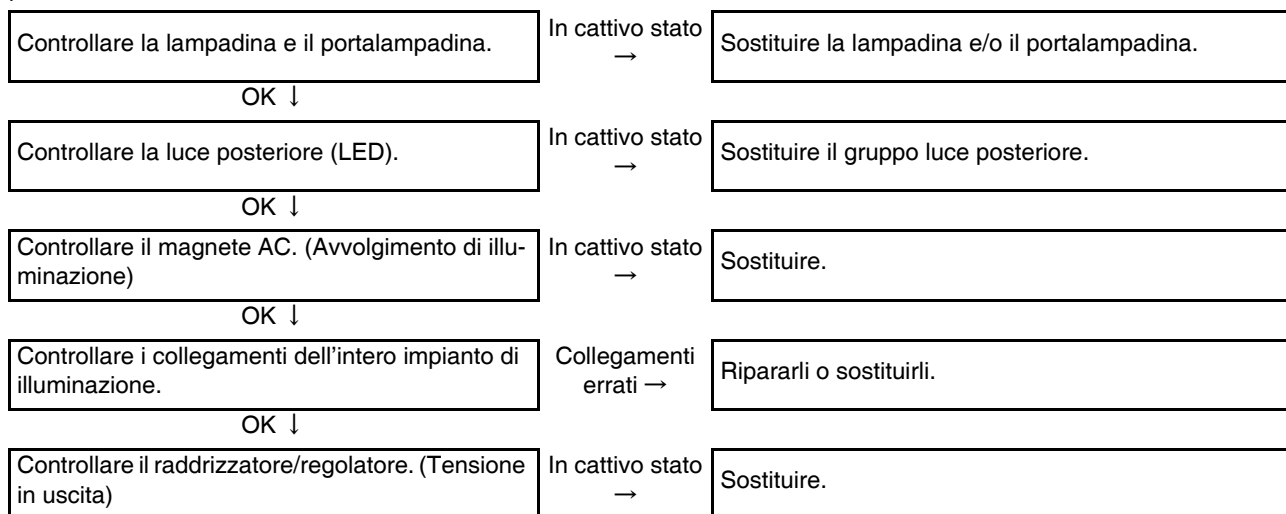 Controllare la lampadina e il portalampadina.
In cattivo stato
→
Sostituire la lampadina e/o il portalampadina.
OK ↓
Controllare la luce posteriore (LED).
In cattivo stato
→
Sostituire il gruppo luce posteriore.
OK ↓
Controllare il magnete AC. (Avvolgimento di illu-
minazione)
In cattivo stato
→
Sostituire.
OK ↓
Controllare i collegamenti dell'intero impianto di
illuminazione.
Collegamenti
errati →
Ripararli o sostituirli.
OK ↓
Controllare il raddrizzatore/regolatore. (Tensione
in uscita)
In cattivo stato
→
Sostituire.